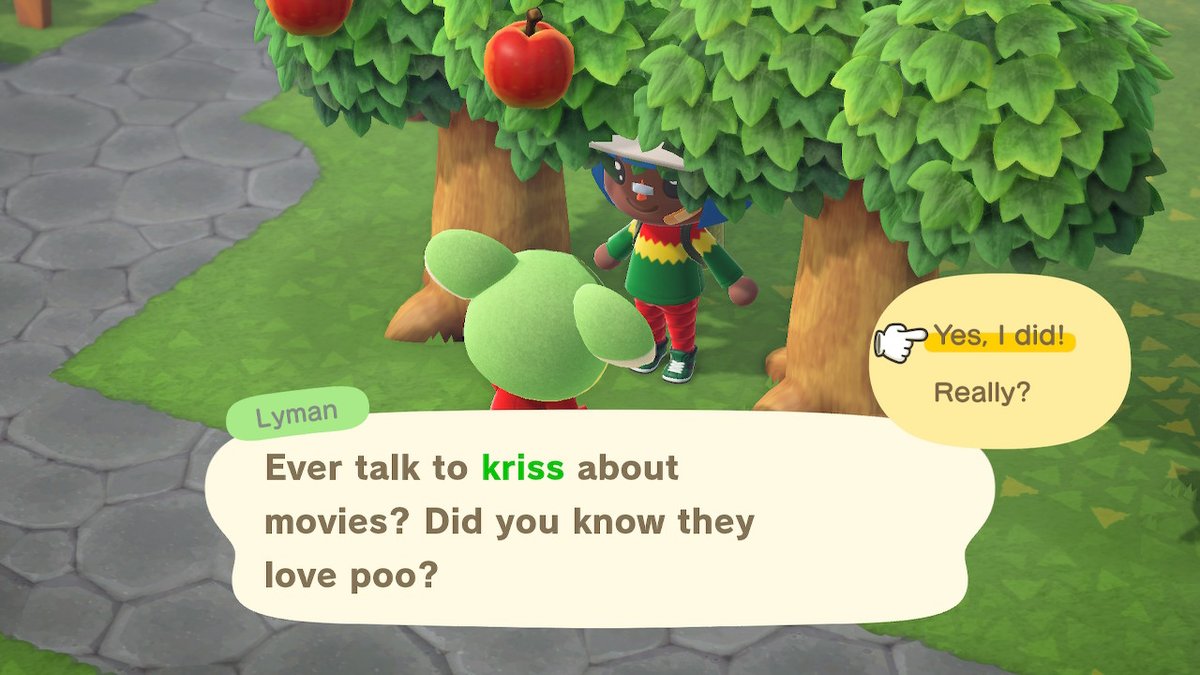 Yes, I did!
Really?
Lyman
Ever talk to kriss about
movies? Did you know they
love poo?